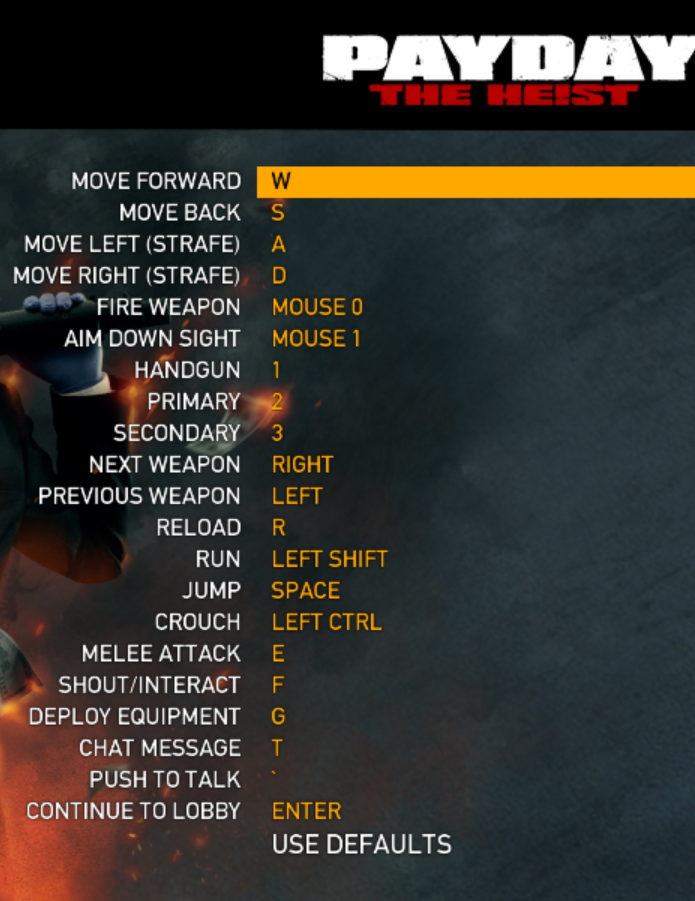 PAYDAY
THE HEIST
MOVE FORWARD W
MOVE BACK S
MOVE LEFT (STRAFE) A
MOVE RIGHT (STRAFE) D
FIRE WEAPON MOUSE 0
AIM DOWN SIGHT MOUSE 1
HANDGUN 1
PRIMARY 2
SECONDARY 3
NEXT WEAPON RIGHT
PREVIOUS WEAPON LEFT
RELOAD R
RUN LEFT SHIFT
JUMP SPACE
CROUCH LEFT CTRL
MELEE ATTACK E
SHOUT/INTERACT F
DEPLOY EQUIPMENT G
CHAT MESSAGE T
PUSH TO TALK `
CONTINUE TO LOBBY ENTER
USE DEFAULTS